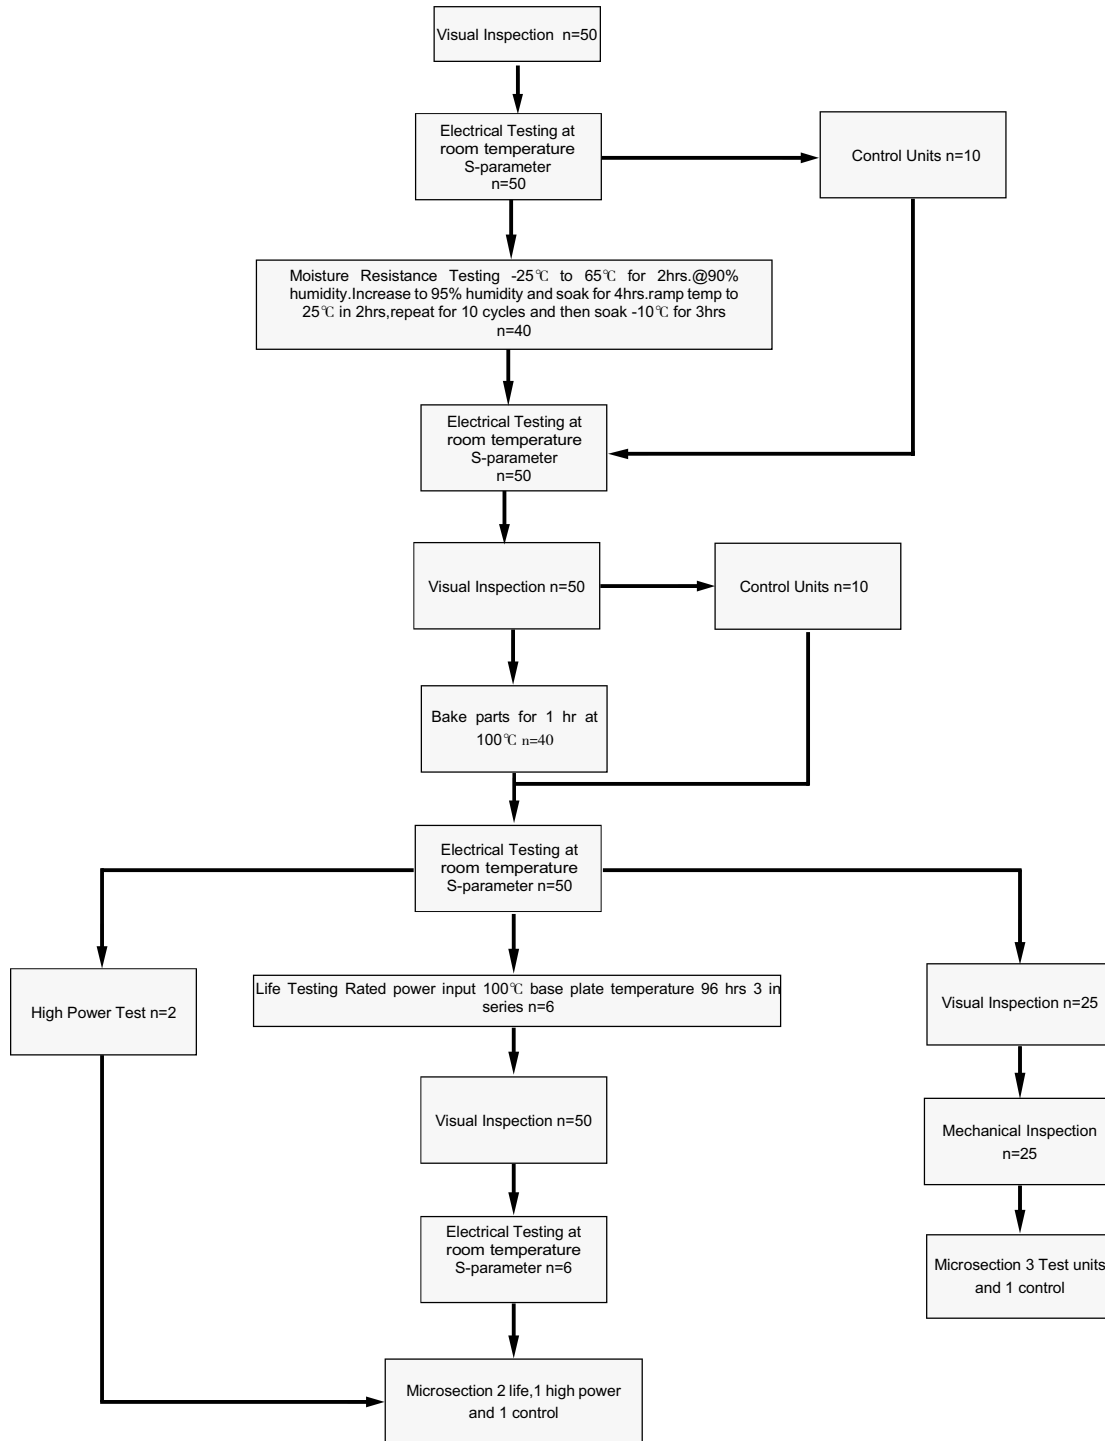 Visual Inspection n=50
Electrical Testing at
room temperature
S-parameter
n=50
Control Units n=10
Moisture Resistance Testing -25℃ to 65℃ for 2hrs.@90%
humidity.Increase to 95% humidity and soak for 4hrs.ramp temp to
25℃ in 2hrs,repeat for 10 cycles and then soak -10℃ for 3hrs
n=40
Electrical Testing at
room temperature
S-parameter
n=50
Visual Inspection n=50
Control Units n=10
Bake parts for 1 hr at
100℃ n=40
Electrical Testing at
room temperature
S-parameter n=50
High Power Test n=2
Life Testing Rated power input 100℃ base plate temperature 96 hrs 3 in
series n=6
Visual Inspection n=25
Visual Inspection n=50
Mechanical Inspection
n=25
Electrical Testing at
room temperature
S-parameter n=6
Microsection 3 Test units
and 1 control
Microsection 2 life,1 high power
and 1 control